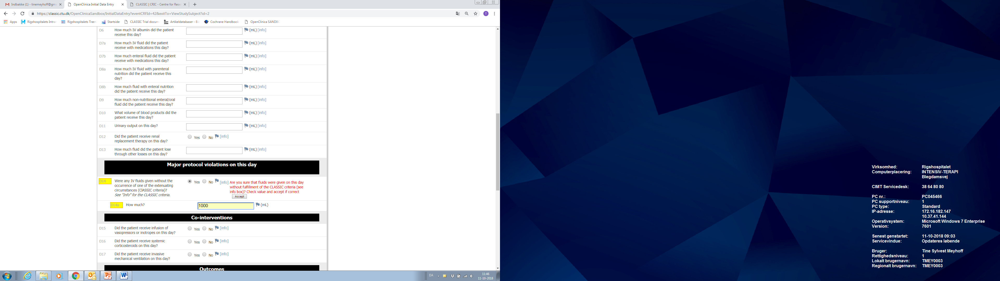 Indbakke (1) - tinemeyhoff@gm
OpenClinica Initial Data Entry
CLASSIC | CRIC - Centre for Rese
https://classic.ctu.dk/OpenClinicaSandbox/InitialDataEntry?eventCRFId=42&exitTo=ViewStudySubject?id=2
T
Apps
Rigshospitalets Intran
Rigshospitalets Træn
Startside
CLASSIC Trial docum
Artikeldatabaser - Bi
Cochrane Handbook
OpenClinica SANDBO
D6 How much IV albumin did the patient (mL) [info]
receive this day?
D7a How much IV fluid did the patient (mL) [info]
receive with medications this day?
D7b How much enteral fluid did the patient (mL) [info]
receive with medications this day?
D8a How much IV fluid with parenteral (mL) [info]
nutrition did the patient receive this
day?
D8b How much fluid with enteral nutrition (mL) [info]
did the patient receive this day?
D9 How much non-nutritional enteral/oral (mL) [info]
fluid did the patient receive this day?
D10 What volume of blood products did the (mL) [info]
patient receive this day?
D11 Urinary output on this day? (mL) [info]
D12 Did the patient receive renal Yes No [info]
replacement therapy on this day?
D13 How much fluid did the patient lose (mL) [info]
through other losses on this day?
Major protocol violations on this day
D14 Were any IV fluids given without the Yes No [info] Are you sure that fluids were given on this day
occurrence of one of the extenuating without fulfillment of the CLASSIC criteria (see
circumstances (ClASSIC criteria)? info box)? Check value and accept if correct
See "Info" for the CLASSIC criteria.
Accept
D14a How much? 1000 (mL)
Co-interventions
D15 Did the patient receive infusion of Yes No [info]
vasopressors or inotropes on this day?
D16 Did the patient receive systemic Yes No [info]
corticosteroids on this day?
D17 Did the patient receive invasive Yes No [info]
mechanical ventilation on this day?
Outcomes
DA
11:46
11-10-2018
Virksomhed: Rigshospitalet
Computerplacering: INTENSIV-TERAPI
Blegdamsvej
CIMT Servicedesk: 38 64 80 80
PC nr.: PC045466
PC supportniveau: 1
PC type: Standard
IP-adresse: 172.16.182.147
10.37.41.144
Operativsystem: Microsoft Windows 7 Enterprise
Version: 7601
Senest genstartet: 11-10-2018 09:03
Servicevindue: Opdateres løbende
Bruger: Tine Sylvest Meyhoff
Rettighedsniveau: 1
Lokalt brugernavn: TMEY0003
Regionalt brugernavn: TMEY0003